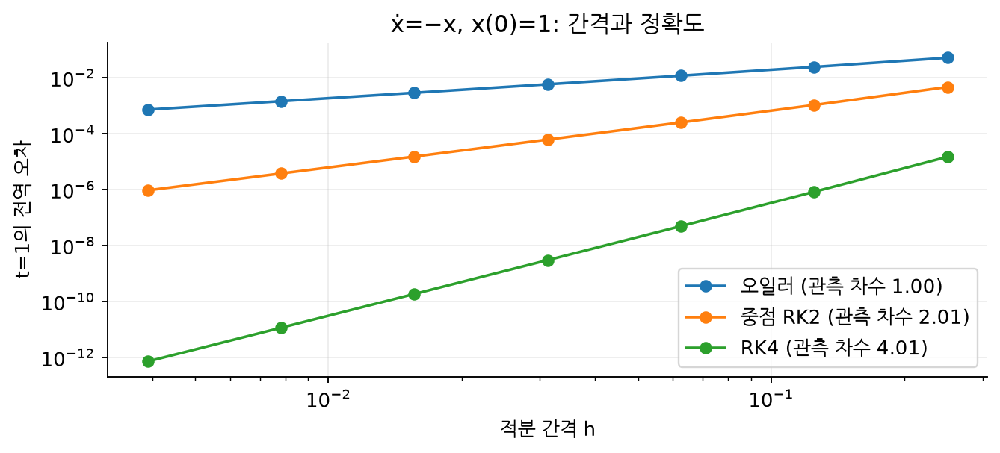 ẋ=−x, x(0)=1: 간격과 정확도
t=1의 전역 오차
10⁻²
10⁻⁴
10⁻⁶
10⁻⁸
10⁻¹⁰
10⁻¹²
오일러 (관측 차수 1.00)
중점 RK2 (관측 차수 2.01)
RK4 (관측 차수 4.01)
10⁻²
10⁻¹
적분 간격 h